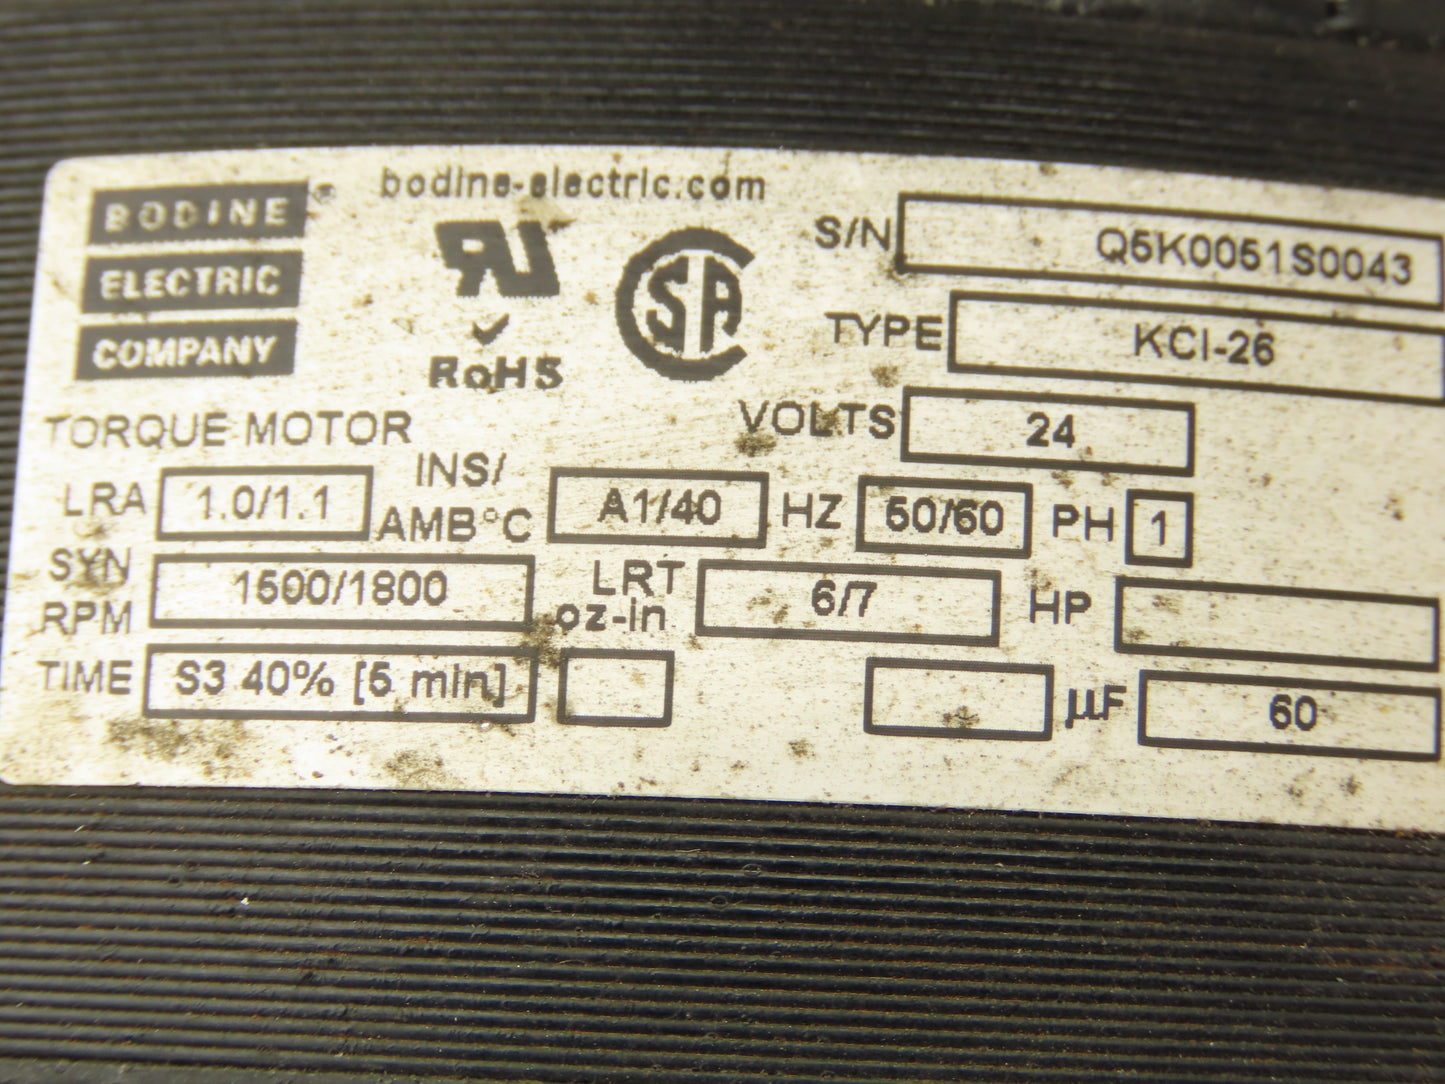 BODINE
ELECTRIC
COMPANY
bodine-electric.com
RU
RoHS
SA
S/N Q5K0051S0043
TYPE KCI-26
TORQUE MOTOR
VOLTS 24
LRA 1.0/1.1 INS/ AMB°C A1/40 HZ 50/60 PH 1
SYN RPM 1500/1800 LRT oz-in 6/7 HP
TIME S3 40% [5 min] µF 60